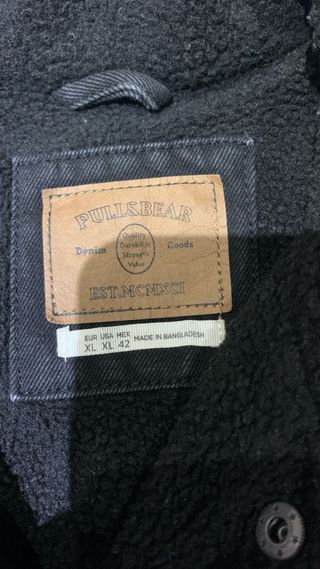 PULL&BEAR
Denim Quality Goods
Durability
Strength
Value
EST.MCMXCI
EUR USA MEX MADE IN BANGLADESH
XL XL 42